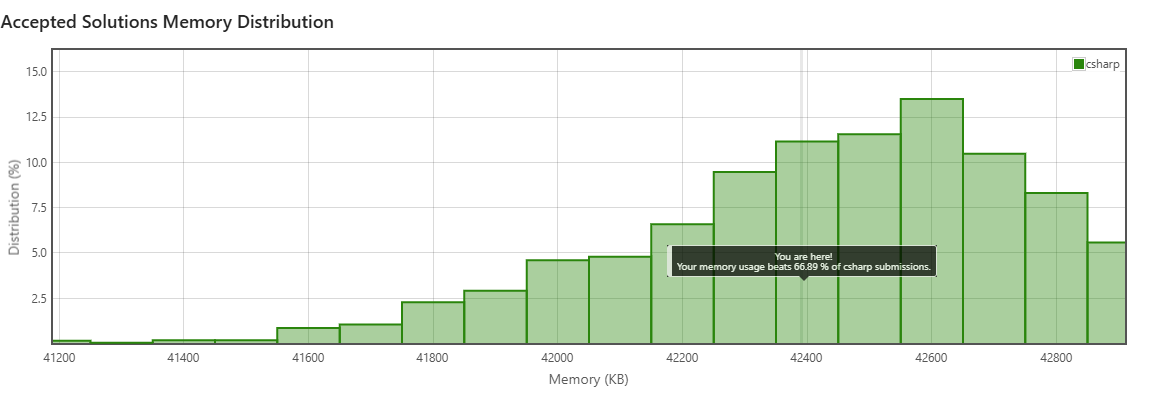 Accepted Solutions Memory Distribution
csharp
15.0
12.5
10.0
7.5
5.0
2.5
Distribution (%)
You are here!
Your memory usage beats 66.89 % of csharp submissions.
41200 41400 41600 41800 42000 42200 42400 42600 42800
Memory (KB)